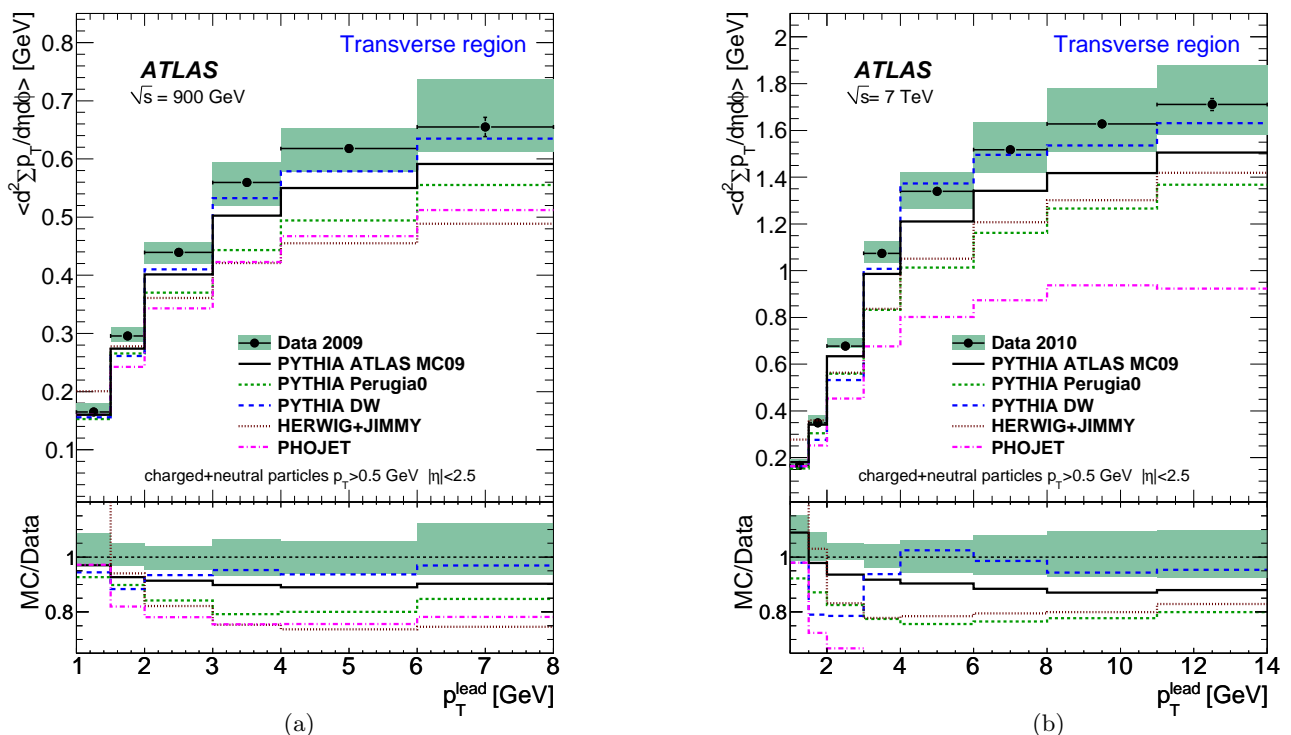 <d²Σp_T/dηdϕ> [GeV]
0.8
0.7
0.6
0.5
0.4
0.3
0.2
0.1
Transverse region
ATLAS
√s = 900 GeV
Data 2009
PYTHIA ATLAS MC09
PYTHIA Perugia0
PYTHIA DW
HERWIG+JIMMY
PHOJET
charged+neutral particles p_T>0.5 GeV |η|<2.5
MC/Data
1
0.8
1 2 3 4 5 6 7 8
p_T^lead [GeV]
(a)
<d²Σp_T/dηdϕ> [GeV]
2
1.8
1.6
1.4
1.2
1
0.8
0.6
0.4
0.2
Transverse region
ATLAS
√s= 7 TeV
Data 2010
PYTHIA ATLAS MC09
PYTHIA Perugia0
PYTHIA DW
HERWIG+JIMMY
PHOJET
charged+neutral particles p_T>0.5 GeV |η|<2.5
MC/Data
1
0.8
2 4 6 8 10 12 14
p_T^lead [GeV]
(b)